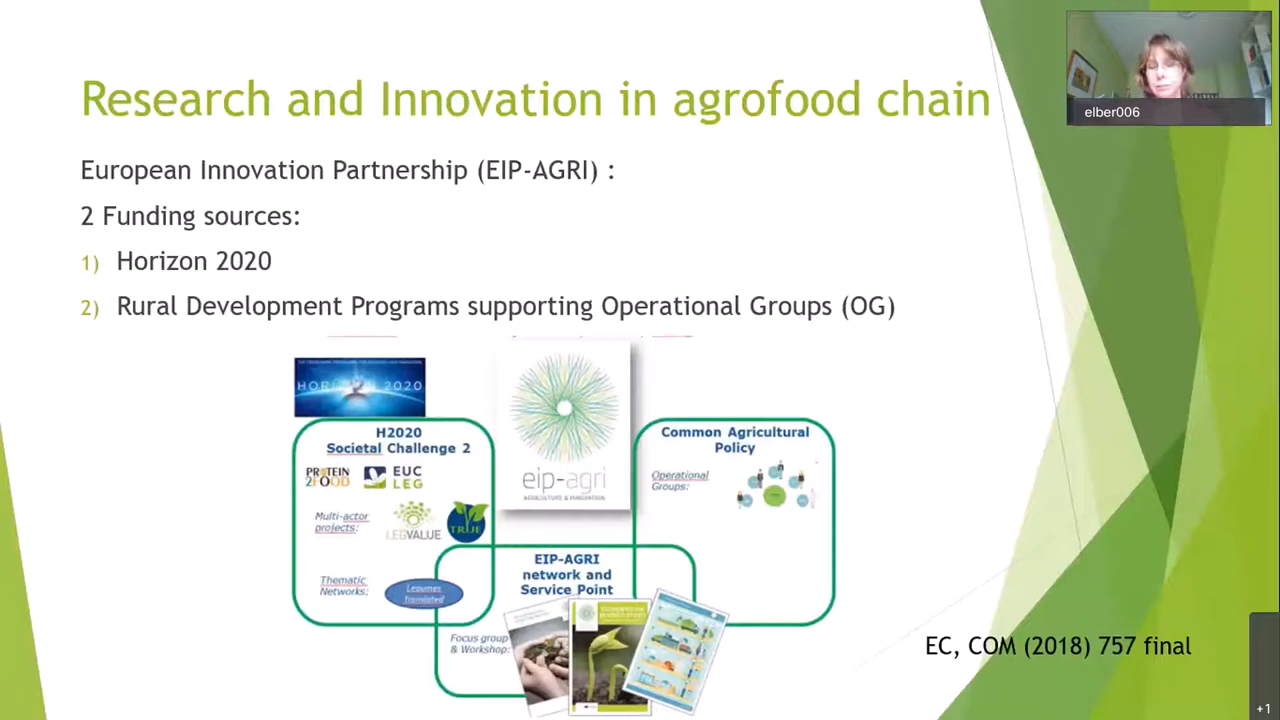 Research and Innovation in agrofood chain
elber006
European Innovation Partnership (EIP-AGRI) :
2 Funding sources:
1) Horizon 2020
2) Rural Development Programs supporting Operational Groups (OG)
HORIZON 2020
H2020
Societal Challenge 2
PROTEIN
2FOOD
EUC
LEG
Multi-actor
projects:
LEGVALUE
TRUE
Thematic
Networks:
Legumes
Translated
eip-agri
AGRICULTURE & INNOVATION
Common Agricultural
Policy
Operational
Groups:
EIP-AGRI
network and
Service Point
Focus group
& Workshop:
EC, COM (2018) 757 final
+1